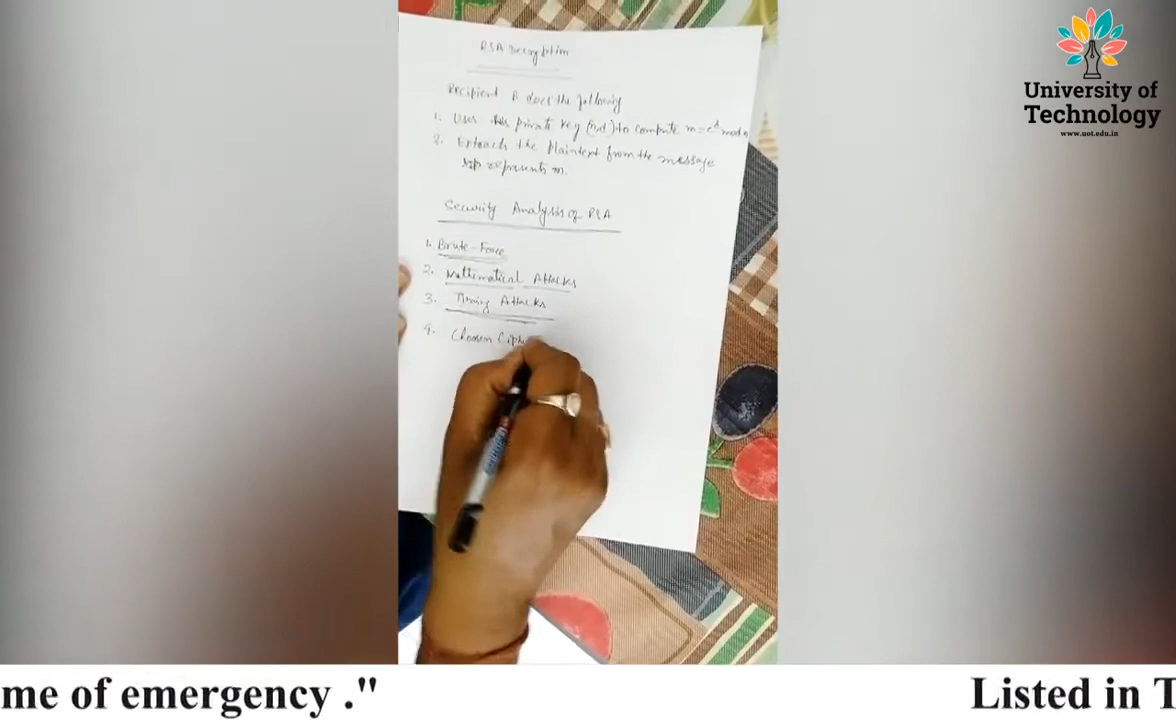 RSA Decryption
Recipient A does the following
1. Uses his private key (n,d) to compute m = c^d mod n
2. Extracts the plaintext from the message
represents m.
Security Analysis of RSA
1. Brute-Force
2. Mathematical Attacks
3. Timing Attacks
4. Choosen Ciph
University of
Technology
www.uot.edu.in
me of emergency ."
Listed in T